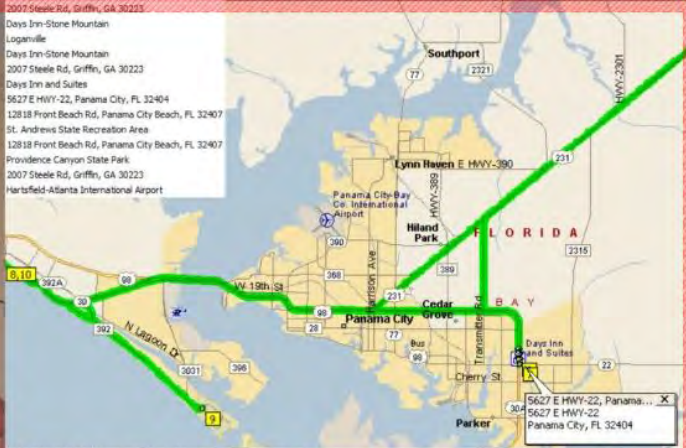 2007 Steele Rd, Griffin, GA 30223
Days Inn-Stone Mountain
Loganville
Days Inn-Stone Mountain
2007 Steele Rd, Griffin, GA 30223
Days Inn and Suites
5627 E HWY-22, Panama City, FL 32404
12818 Front Beach Rd, Panama City Beach, FL 32407
St. Andrews State Recreation Area
12818 Front Beach Rd, Panama City Beach, FL 32407
Providence Canyon State Park
2007 Steele Rd, Griffin, GA 30223
Hartsfield-Atlanta International Airport
Southport
77
2321
HWY-2301
231
Lynn Haven
E HWY-390
HWY-389
Panama City-Bay
Co. International
Airport
390
Hiland
Park
FLORIDA
2315
368
Harrison Ave
389
8,10
392A
98
W 19th St
231
BAY
30
392
98
Cedar
Grove
Transmitter Rd
28
Panama City
77
N Lagoon Dr
Bus
98
Days Inn
and Suites
3031
396
Cherry St
22
9
Parker
30A
5627 E HWY-22, Panama...
5627 E HWY-22
Panama City, FL 32404